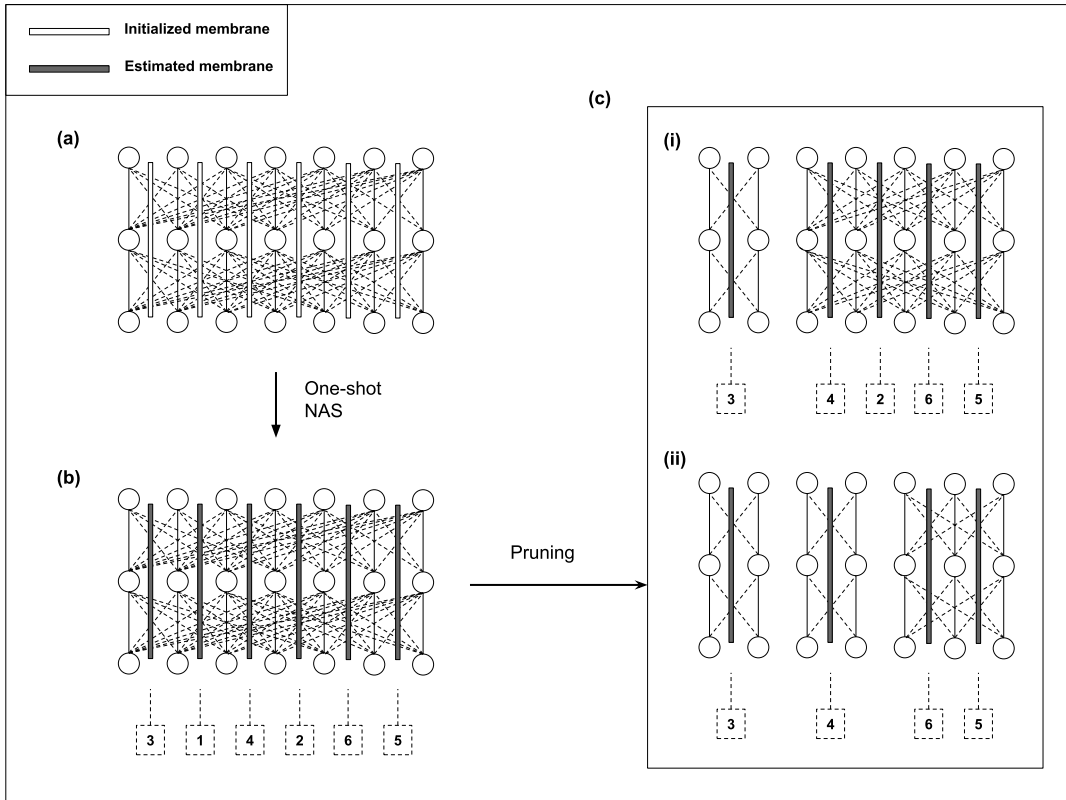 Initialized membrane
Estimated membrane
(a)
One-shot
NAS
(b)
3 1 4 2 6 5
Pruning
(c)
(i)
3 4 2 6 5
(ii)
3 4 6 5